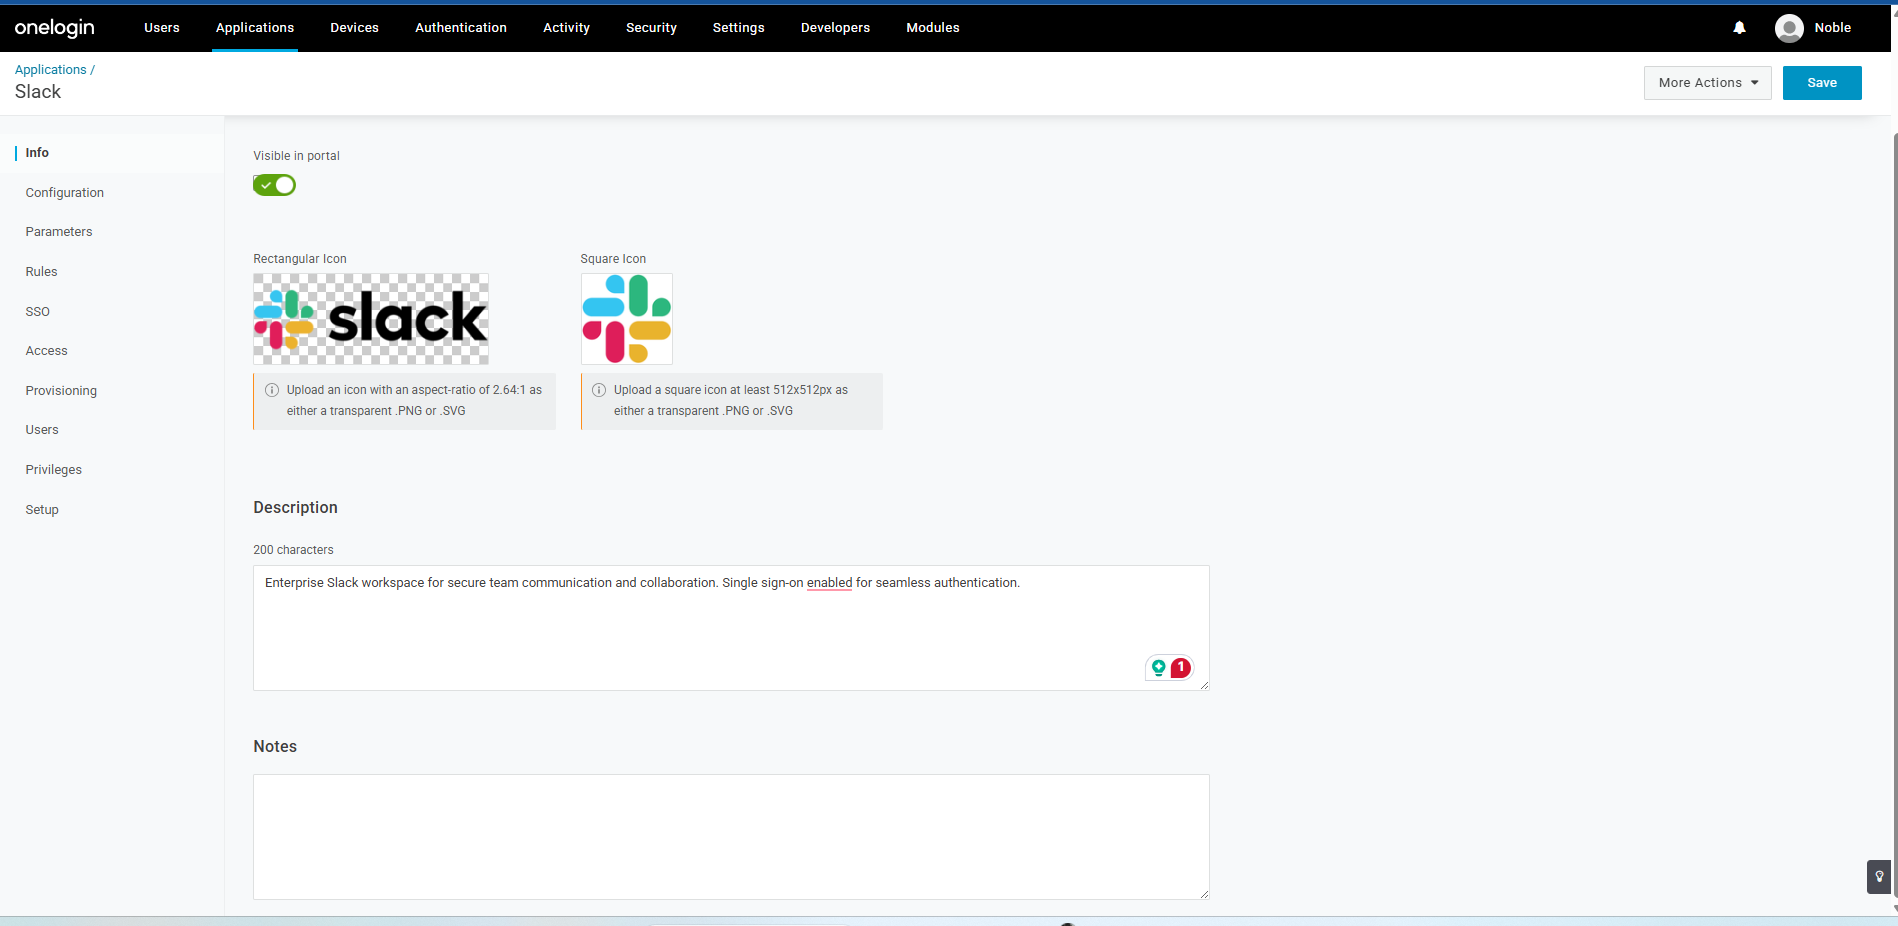 onelogin Users Applications Devices Authentication Activity Security Settings Developers Modules Noble
Applications /
Slack
More Actions Save
Info
Configuration
Parameters
Rules
SSO
Access
Provisioning
Users
Privileges
Setup
Visible in portal
Rectangular Icon
slack
Upload an icon with an aspect-ratio of 2.64:1 as
either a transparent .PNG or .SVG
Square Icon
Upload a square icon at least 512x512px as
either a transparent .PNG or .SVG
Description
200 characters
Enterprise Slack workspace for secure team communication and collaboration. Single sign-on enabled for seamless authentication.
1
Notes